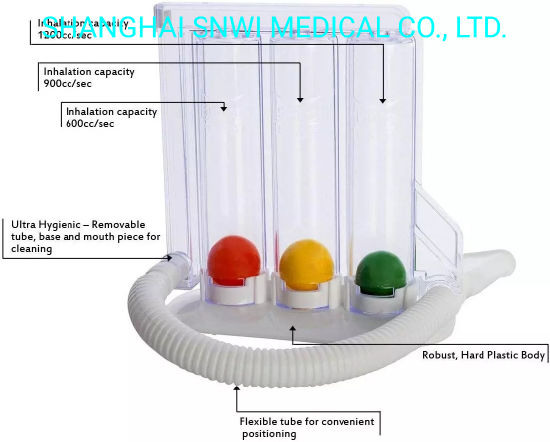 SHANGHAI SNWI MEDICAL CO., LTD.
Inhalation capacity
1200cc/sec
Inhalation capacity
900cc/sec
Inhalation capacity
600cc/sec
Ultra Hygienic – Removable
tube, base and mouth piece for
cleaning
Robust, Hard Plastic Body
Flexible tube for convenient
positioning